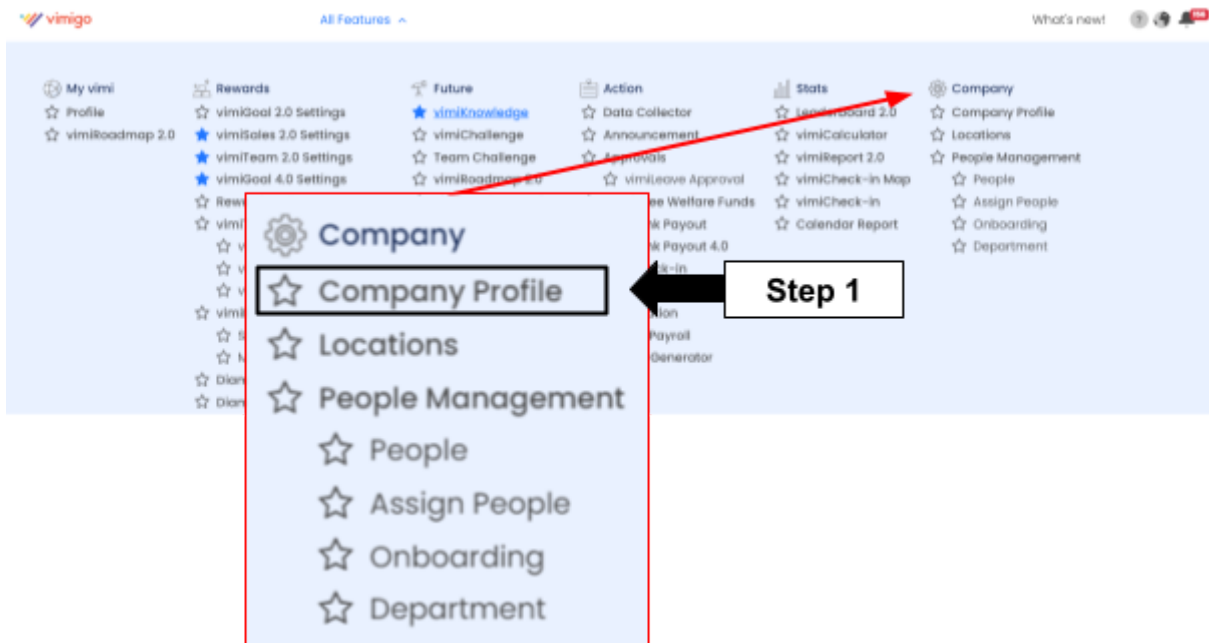 vimigo
All Features
What's new!
My vimi
Profile
vimiRoadmap 2.0
Rewards
vimiGoal 2.0 Settings
vimiSales 2.0 Settings
vimiTeam 2.0 Settings
vimiGoal 4.0 Settings
Future
vimiKnowledge
vimiChallenge
Team Challenge
vimiRoadmap 2.0
Action
Data Collector
Announcement
Approvals
vimiLeave Approval
ee Welfare Funds
nk Payout
nk Payout 4.0
Payroll
Generator
Stats
Leaderboard 2.0
vimiCalculator
vimiReport 2.0
vimiCheck-in Map
vimiCheck-in
Calendar Report
Company
Company Profile
Locations
People Management
People
Assign People
Onboarding
Department
Company
Company Profile
Step 1
Locations
People Management
People
Assign People
Onboarding
Department